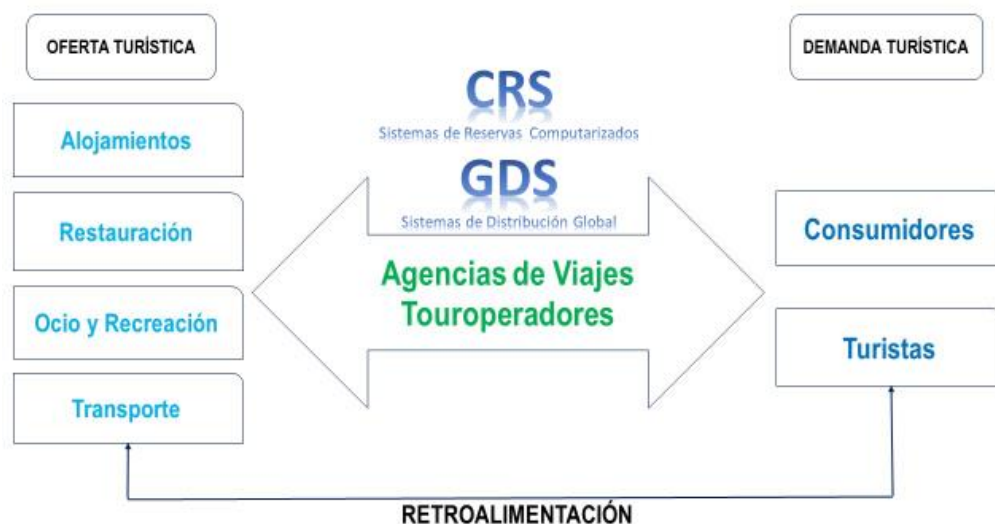 OFERTA TURÍSTICA
DEMANDA TURÍSTICA
CRS
Sistemas de Reservas Computarizados
GDS
Sistemas de Distribución Global
Alojamientos
Restauración
Ocio y Recreación
Transporte
Agencias de Viajes
Touroperadores
Consumidores
Turistas
RETROALIMENTACIÓN